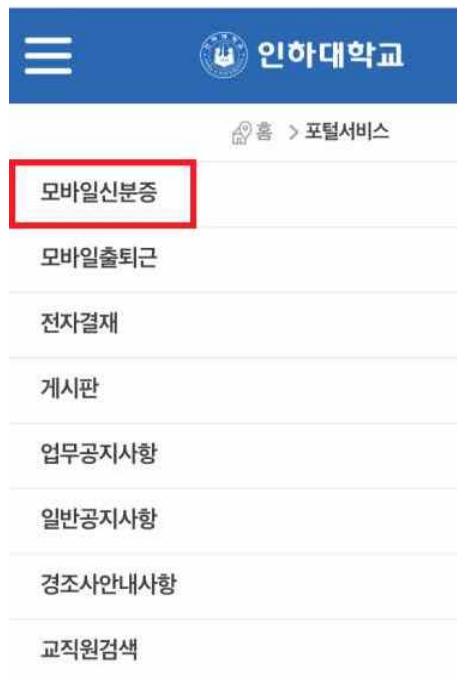 인하대학교
홈 > 포털서비스
모바일신분증
모바일출퇴근
전자결재
게시판
업무공지사항
일반공지사항
경조사안내사항
교직원검색